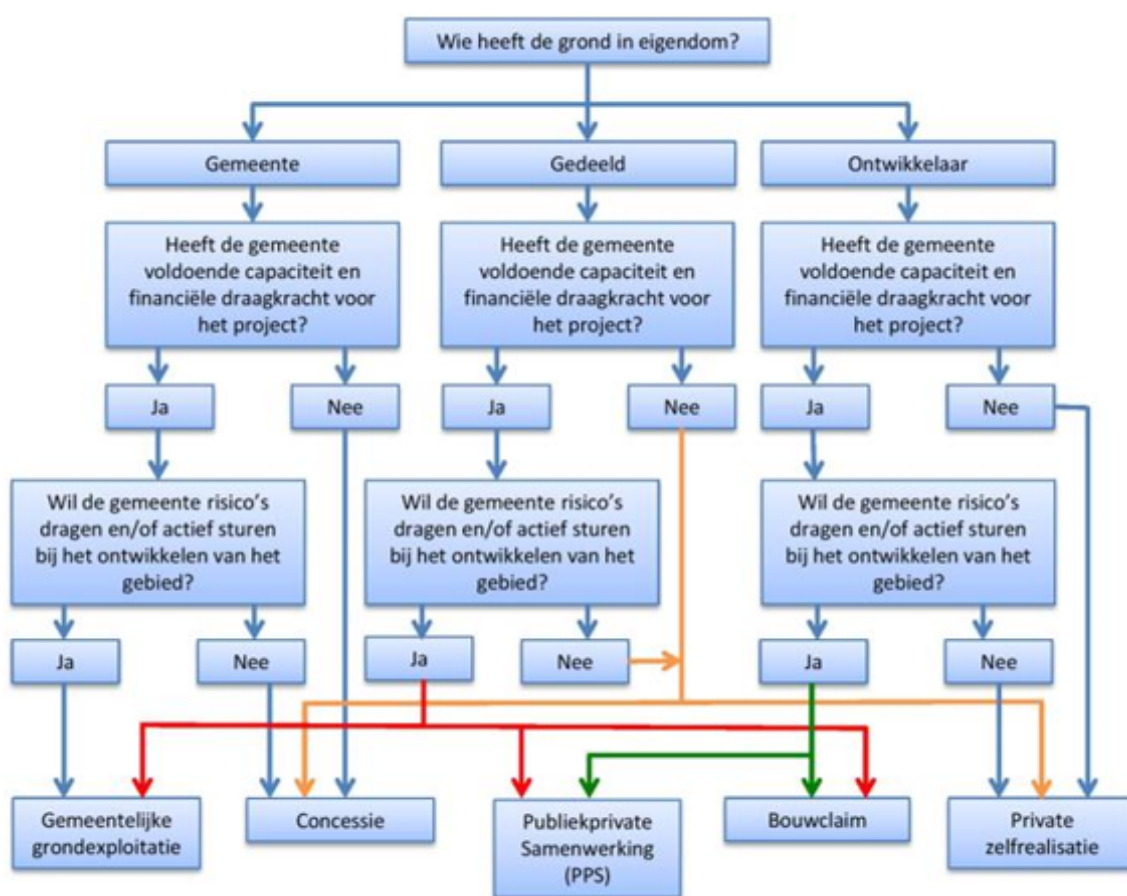 Wie heeft de grond in eigendom?
Gemeente
Gedeeld
Ontwikkelaar
Heeft de gemeente
voldoende capaciteit en
financiële draagkracht voor
het project?
Heeft de gemeente
voldoende capaciteit en
financiële draagkracht voor
het project?
Heeft de gemeente
voldoende capaciteit en
financiële draagkracht voor
het project?
Ja
Nee
Ja
Nee
Ja
Nee
Wil de gemeente risico's
dragen en/of actief sturen
bij het ontwikkelen van het
gebied?
Wil de gemeente risico's
dragen en/of actief sturen
bij het ontwikkelen van het
gebied?
Wil de gemeente risico's
dragen en/of actief sturen
bij het ontwikkelen van het
gebied?
Ja
Nee
Ja
Nee
Ja
Nee
Gemeentelijke
grondexploitatie
Concessie
Publiekprivate
Samenwerking
(PPS)
Bouwclaim
Private
zelfrealisatie